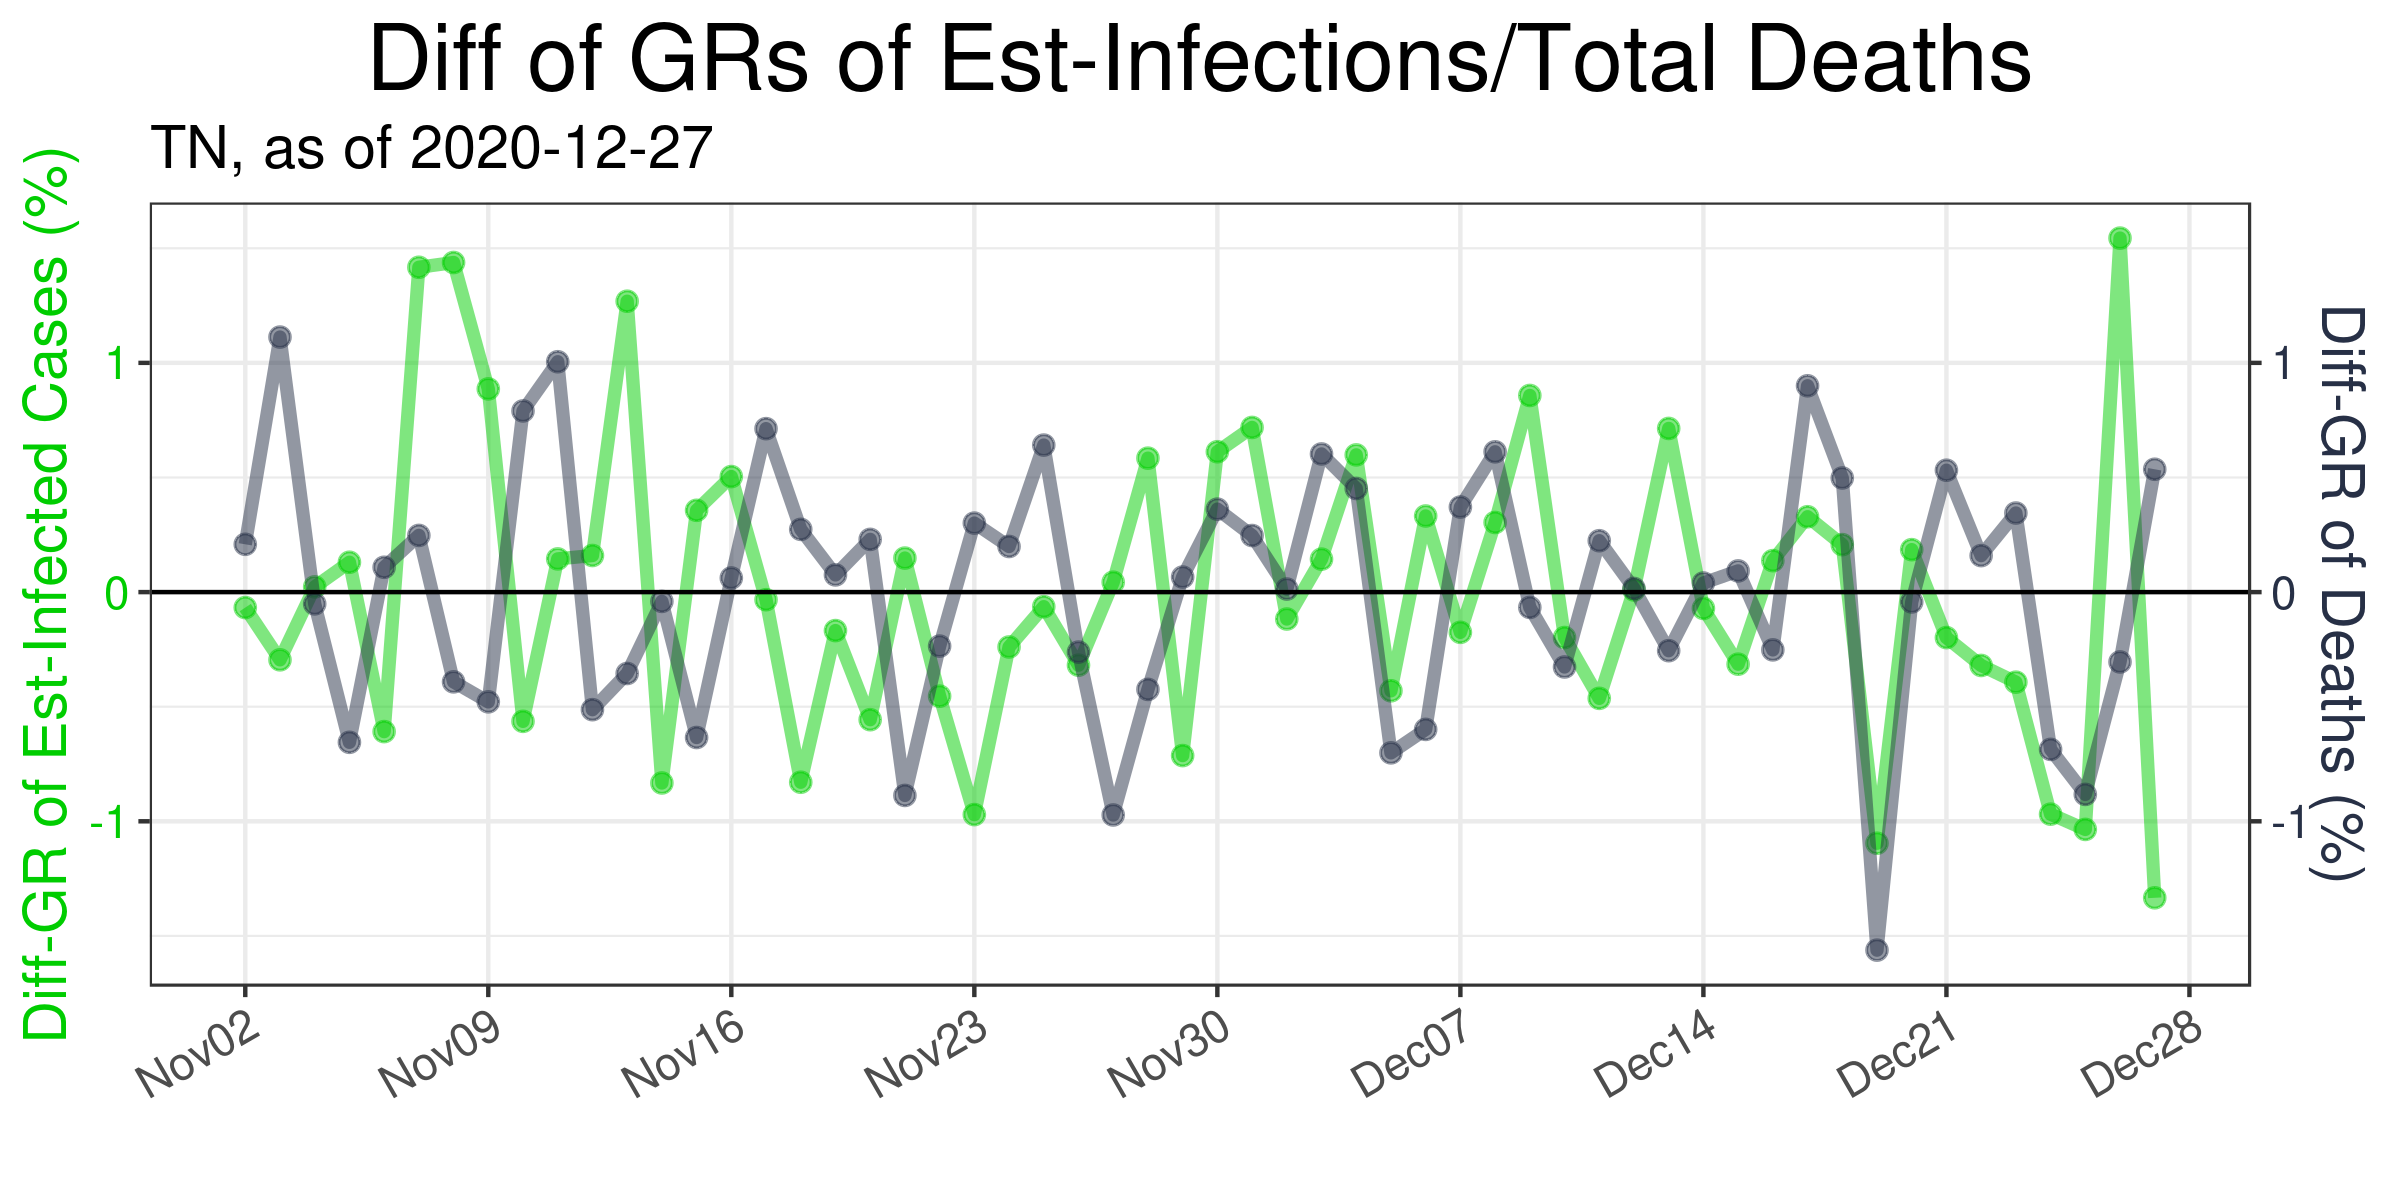 Diff of GRs of Est-Infections/Total Deaths
TN, as of 2020-12-27
Diff-GR of Est-Infected Cases (%)
1
0
-1
1
0
-1
Diff-GR of Deaths (%)
Nov02
Nov09
Nov16
Nov23
Nov30
Dec07
Dec14
Dec21
Dec28